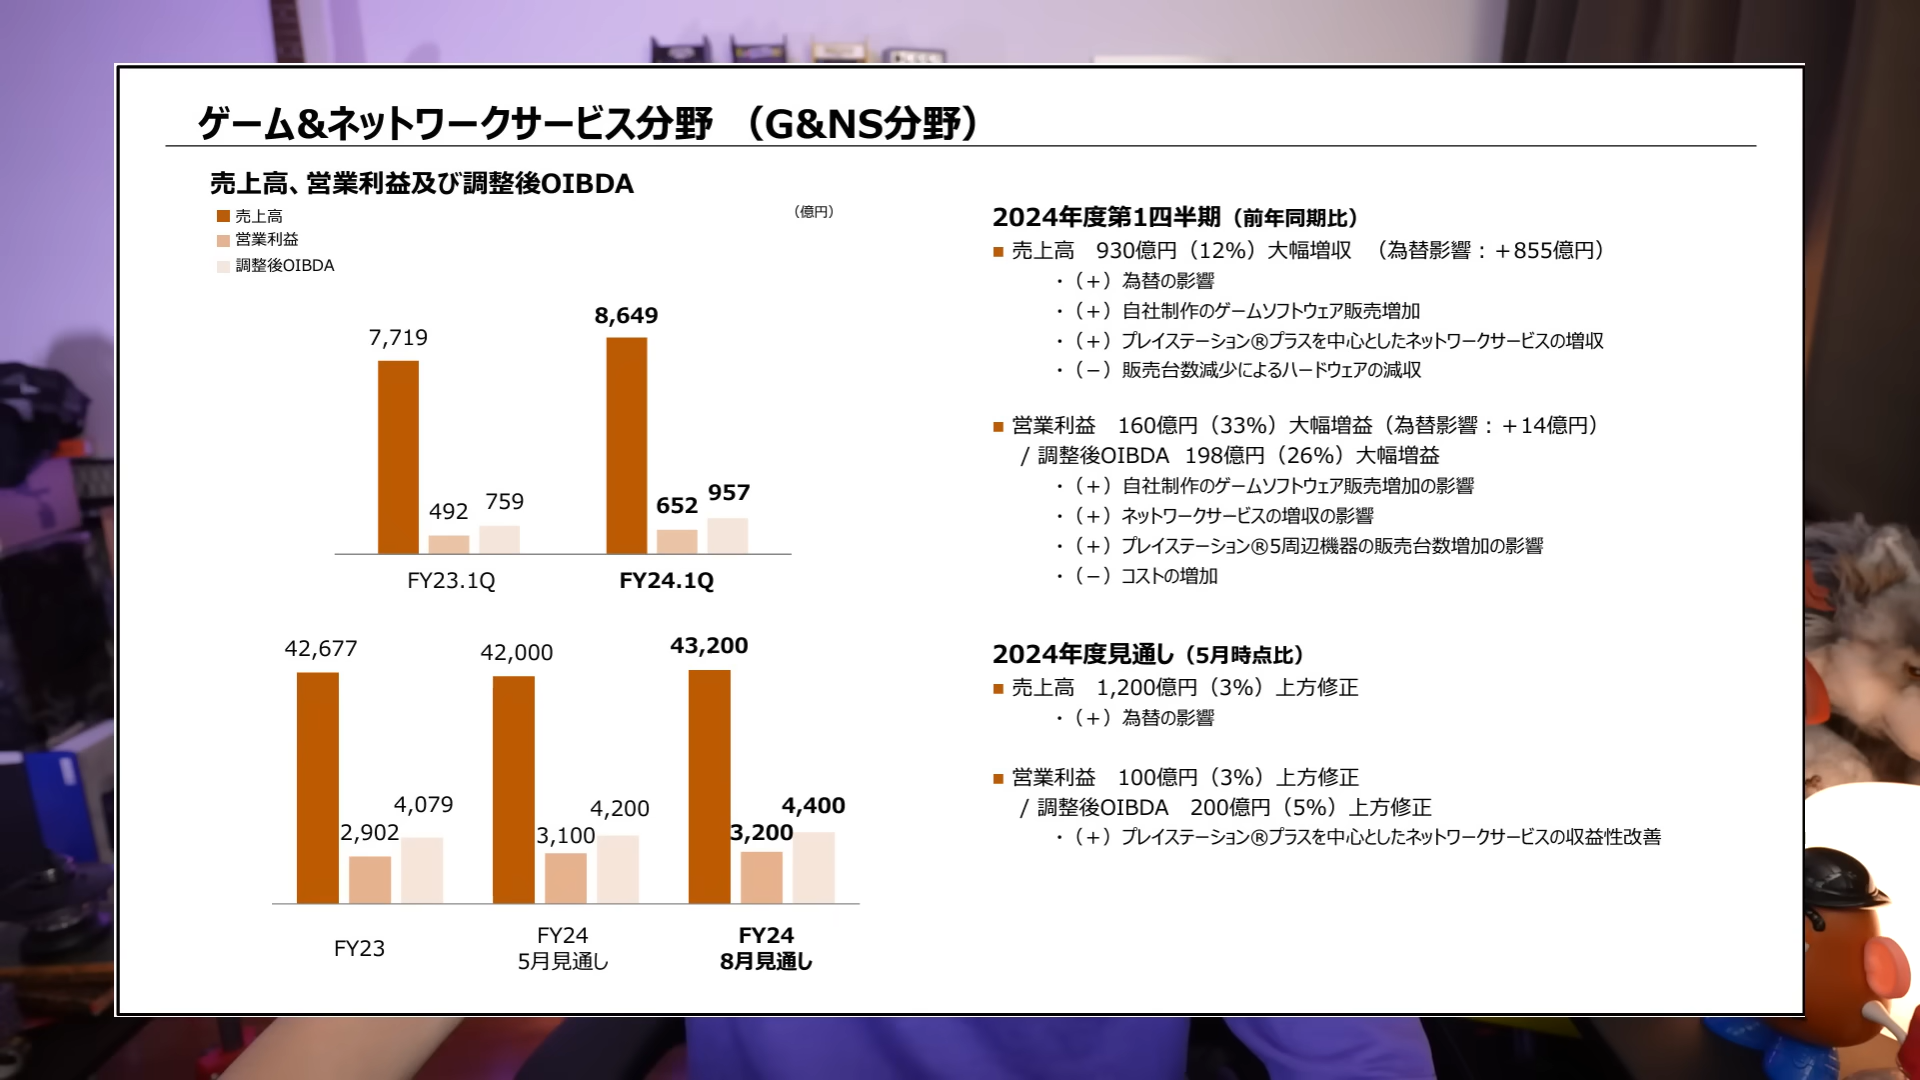 ゲーム&ネットワークサービス分野 （G&NS分野）
売上高、営業利益及び調整後OIBDA
売上高
営業利益
調整後OIBDA
（億円）
7,719
492
759
8,649
652
957
FY23.1Q
FY24.1Q
42,677
2,902
4,079
42,000
3,100
4,200
43,200
3,200
4,400
FY23
FY24
5月見通し
FY24
8月見通し
2024年度第1四半期（前年同期比）
■ 売上高 930億円（12%）大幅増収 （為替影響：＋855億円）
・（＋）為替の影響
・（＋）自社制作のゲームソフトウェア販売増加
・（＋）プレイステーション®プラスを中心としたネットワークサービスの増収
・（－）販売台数減少によるハードウェアの減収
■ 営業利益 160億円（33%）大幅増益（為替影響：＋14億円）
/ 調整後OIBDA 198億円（26%）大幅増益
・（＋）自社制作のゲームソフトウェア販売増加の影響
・（＋）ネットワークサービスの増収の影響
・（＋）プレイステーション®5周辺機器の販売台数増加の影響
・（－）コストの増加
2024年度見通し（5月時点比）
■ 売上高 1,200億円（3%）上方修正
・（＋）為替の影響
■ 営業利益 100億円（3%）上方修正
/ 調整後OIBDA 200億円（5%）上方修正
・（＋）プレイステーション®プラスを中心としたネットワークサービスの収益性改善